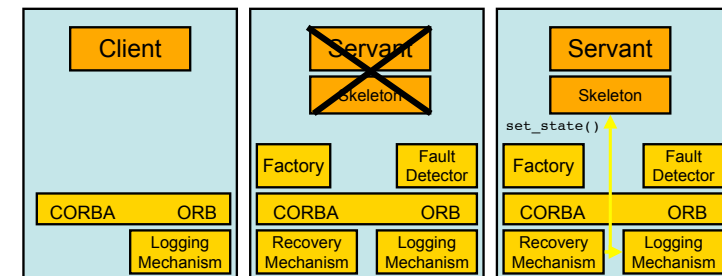 Client
CORBA ORB
Logging
Mechanism
Servant
Skeleton
Factory
Fault
Detector
CORBA ORB
Recovery
Mechanism
Logging
Mechanism
Servant
Skeleton
set_state()
Factory
Fault
Detector
CORBA ORB
Recovery
Mechanism
Logging
Mechanism